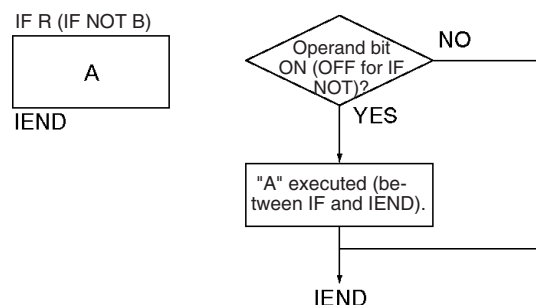 IF R (IF NOT B)
A
IEND
Operand bit
ON (OFF for IF
NOT)?
NO
YES
"A" executed (be-
tween IF and IEND).
IEND